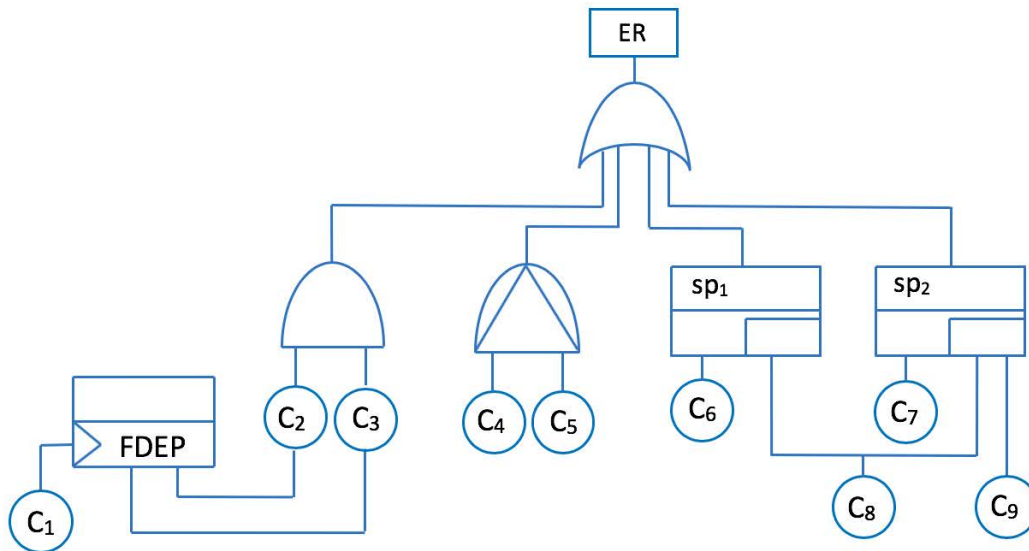 ER
sp₁
sp₂
C₂
C₃
C₄
C₅
C₆
C₇
FDEP
C₁
C₈
C₉